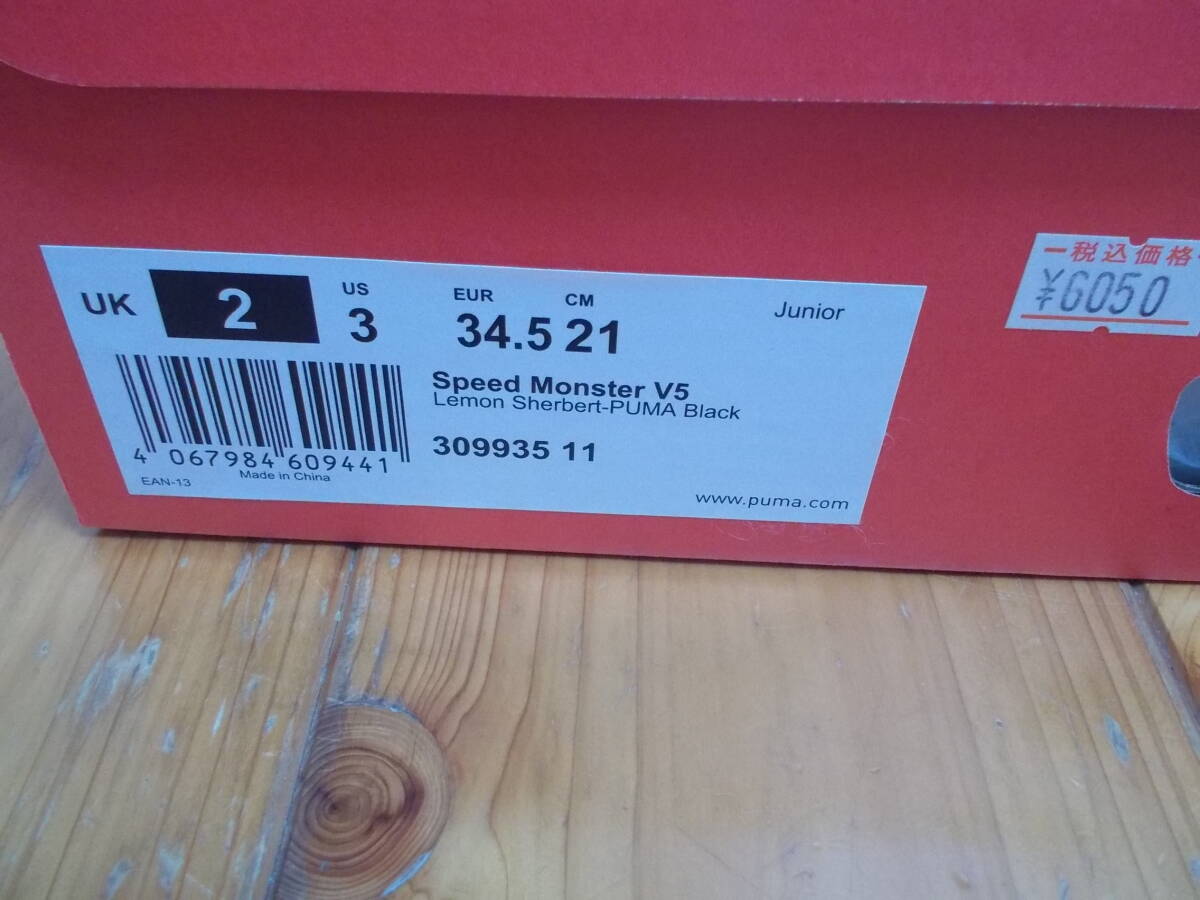 UK 2 US 3 EUR 34.5 CM 21 Junior
Speed Monster V5
Lemon Sherbert-PUMA Black
309935 11
4 067984 609441
EAN-13 Made in China
www.puma.com
税込価格
¥6050